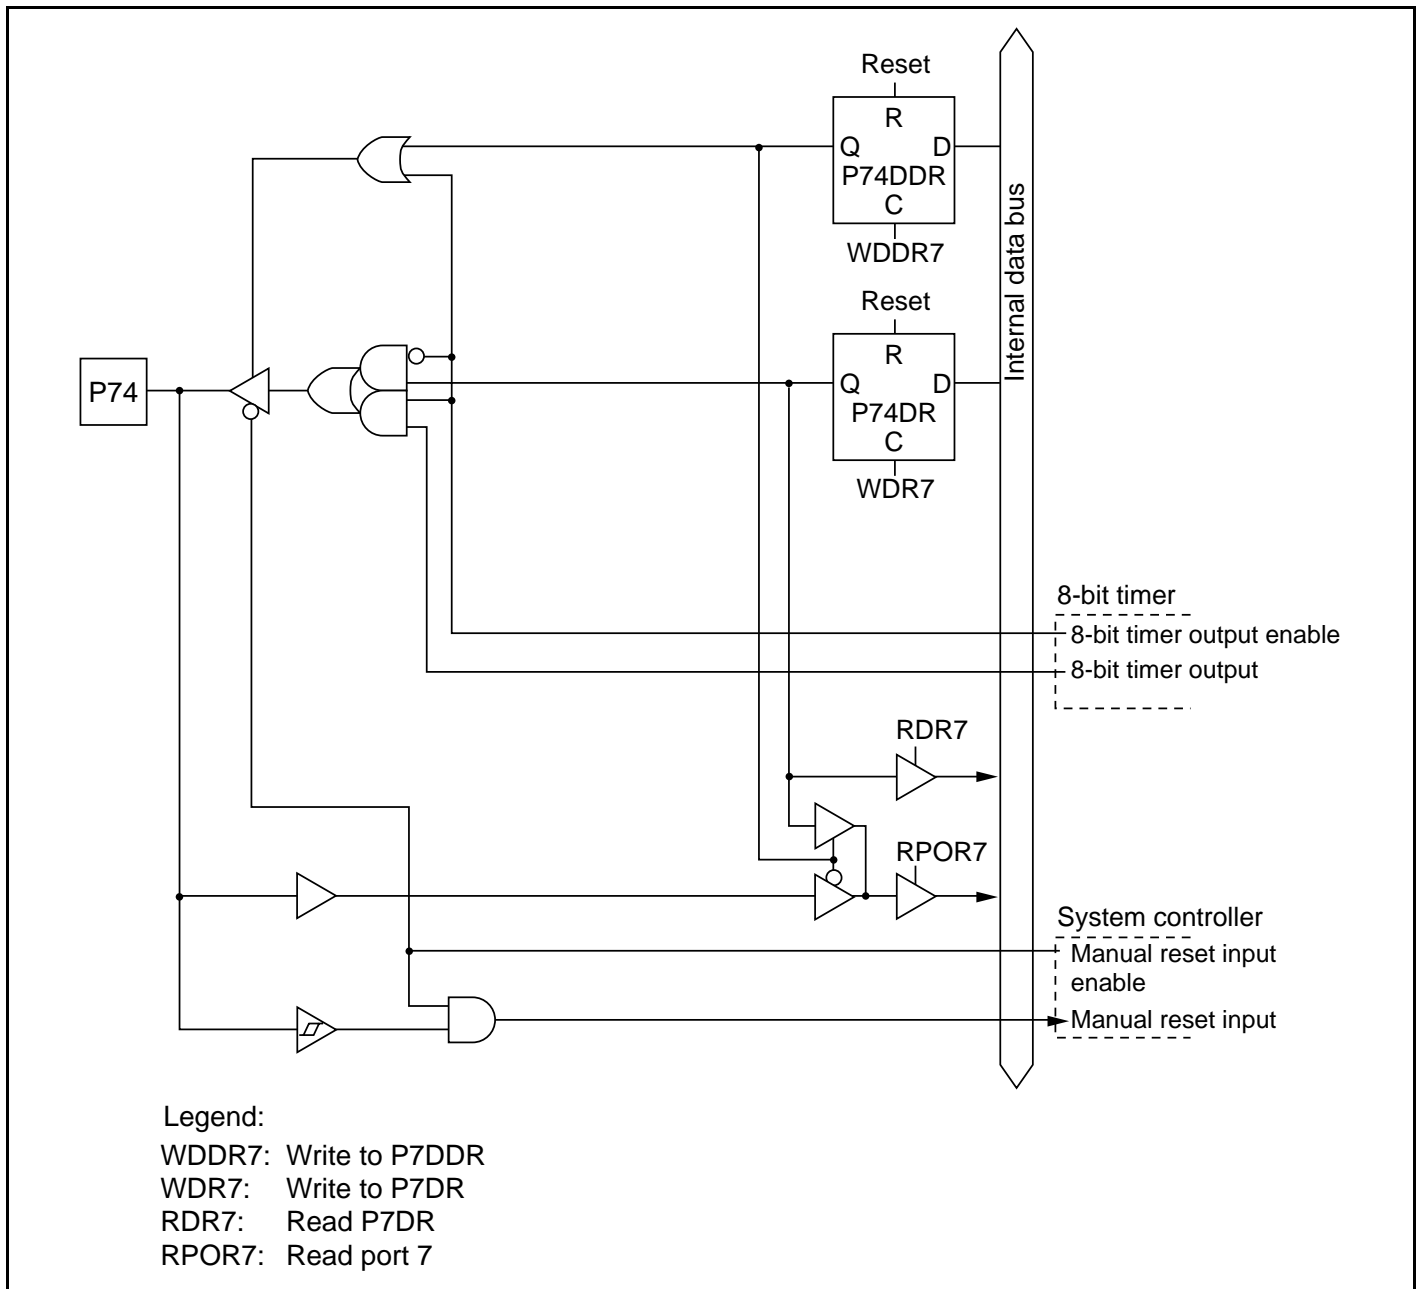 Reset
R
Q D
P74DDR
C
WDDR7
Internal data bus
Reset
R
Q D
P74DR
C
WDR7
P74
8-bit timer
8-bit timer output enable
8-bit timer output
RDR7
RPOR7
System controller
Manual reset input
enable
Manual reset input
Legend:
WDDR7: Write to P7DDR
WDR7: Write to P7DR
RDR7: Read P7DR
RPOR7: Read port 7